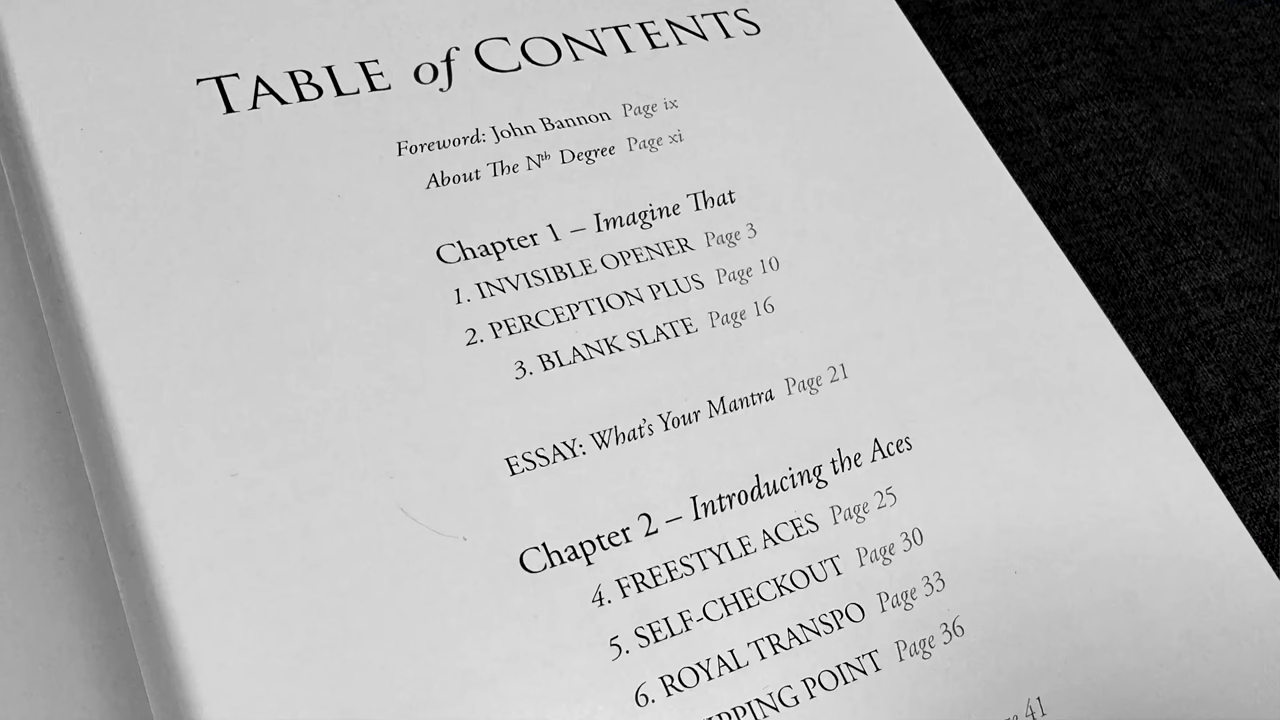 TABLE of CONTENTS
Foreword: John Bannon Page ix
About The Nth Degree Page xi
Chapter 1 – Imagine That
1. INVISIBLE OPENER Page 3
2. PERCEPTION PLUS Page 10
3. BLANK SLATE Page 16
ESSAY: What's Your Mantra Page 21
Chapter 2 – Introducing the Aces
4. FREESTYLE ACES Page 25
5. SELF-CHECKOUT Page 30
6. ROYAL TRANSPO Page 33
POINT Page 36
41